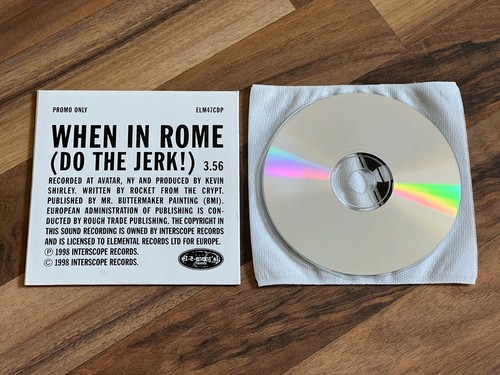 PROMO ONLY ELM47CDP
WHEN IN ROME
(DO THE JERK!) 3.56
RECORDED AT AVATAR, NY AND PRODUCED BY KEVIN
SHIRLEY. WRITTEN BY ROCKET FROM THE CRYPT.
PUBLISHED BY MR. BUTTERMAKER PAINTING (BMI).
EUROPEAN ADMINISTRATION OF PUBLISHING IS CON-
DUCTED BY ROUGH TRADE PUBLISHING. THE COPYRIGHT IN
THIS SOUND RECORDING IS OWNED BY INTERSCOPE RECORDS
AND IS LICENSED TO ELEMENTAL RECORDS LTD FOR EUROPE.
Ⓟ 1998 INTERSCOPE RECORDS.
© 1998 INTERSCOPE RECORDS.